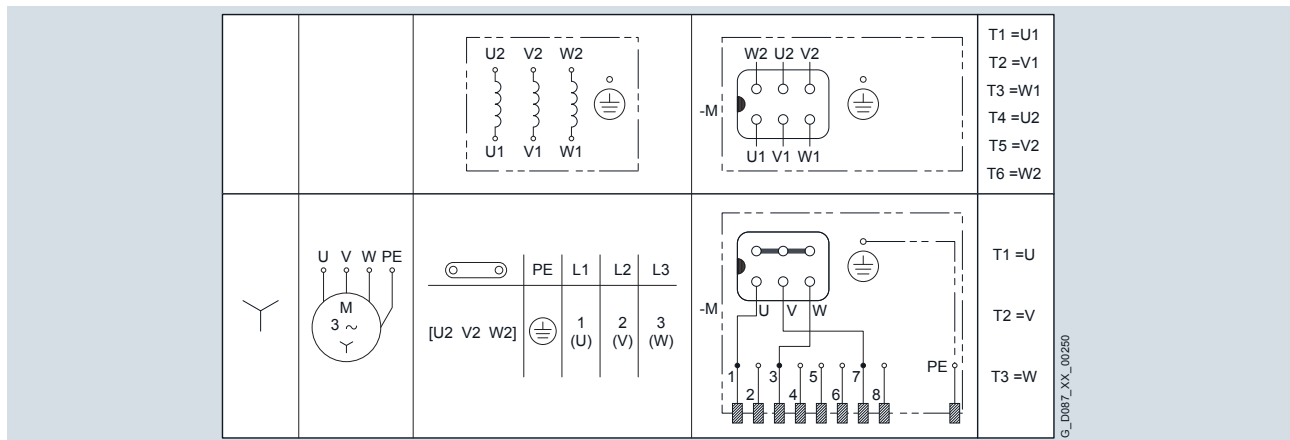 U2 V2 W2
U1 V1 W1
W2 U2 V2
-M
U1 V1 W1
T1 =U1
T2 =V1
T3 =W1
T4 =U2
T5 =V2
T6 =W2
U V W PE
M
3 ~
PE L1 L2 L3
[U2 V2 W2] 1 2 3
(U) (V) (W)
-M
U V W
1 3 5 7 PE
2 4 6 8
T1 =U
T2 =V
T3 =W
G_D087_XX_00250